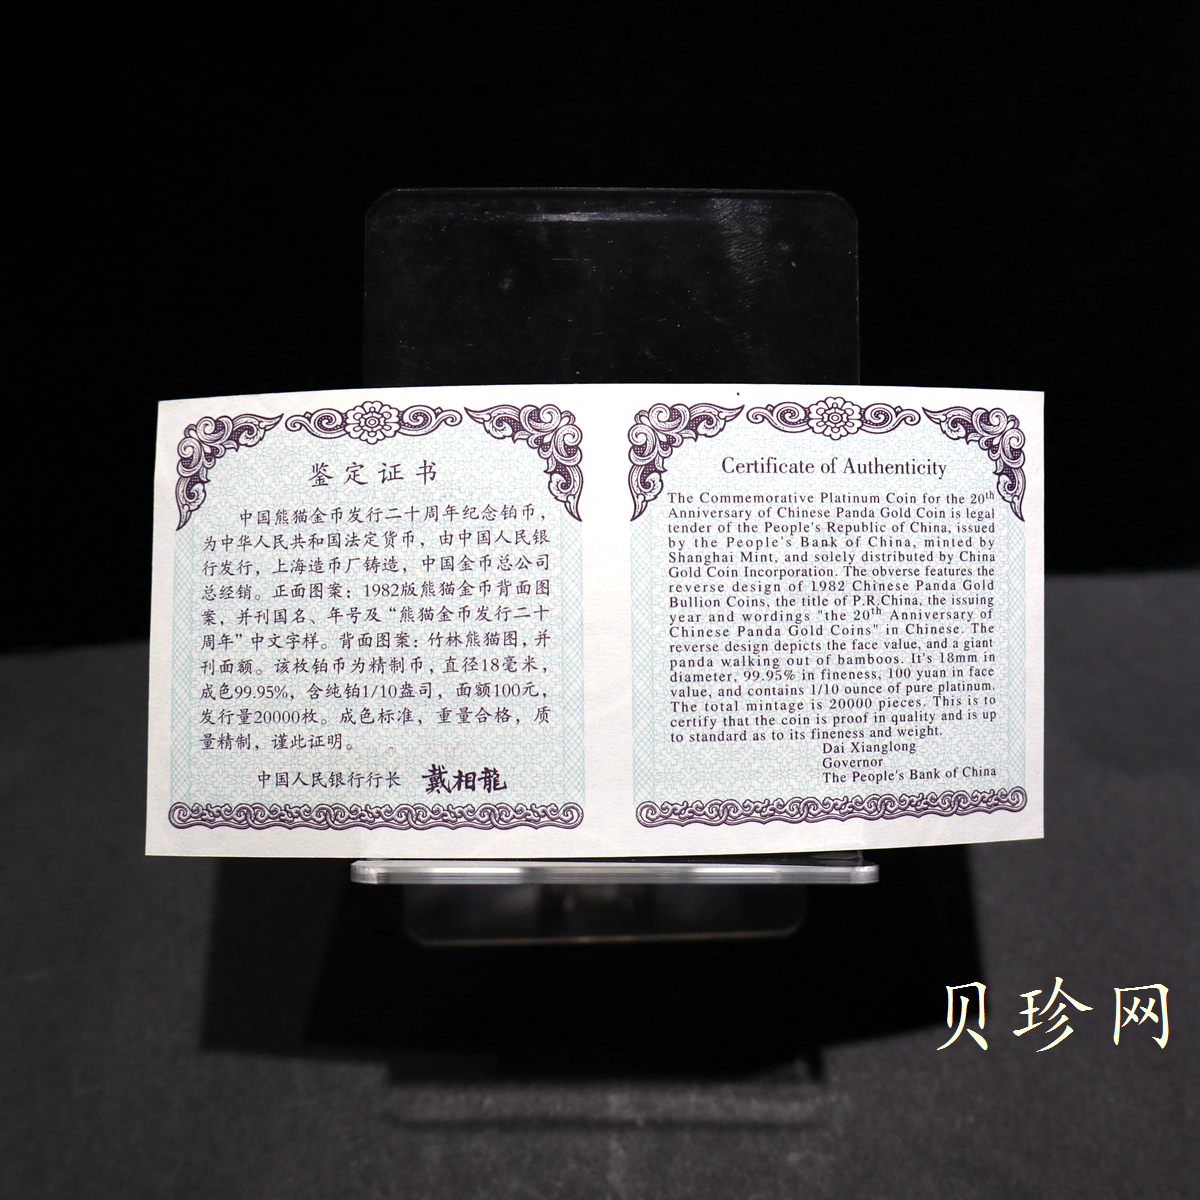 鉴定证书
中国熊猫金币发行二十周年纪念铂币，
为中华人民共和国法定货币，由中国人民银
行发行，上海造币厂铸造，中国金币总公司
总经销。正面图案：1982版熊猫金币背面图
案，并刊国名、年号及“熊猫金币发行二十
周年”中文字样。背面图案：竹林熊猫图，并
刊面额。该枚铂币为精制币，直径18毫米，
成色99.95%，含纯铂1/10盎司，面额100元，
发行量20000枚。成色标准，重量合格，质
量精制，谨此证明。
中国人民银行行长 戴相龍
Certificate of Authenticity
The Commemorative Platinum Coin for the 20th
Anniversary of Chinese Panda Gold Coin is legal
tender of the People's Republic of China, issued
by the People's Bank of China, minted by
Shanghai Mint, and solely distributed by China
Gold Coin Incorporation. The obverse features the
reverse design of 1982 Chinese Panda Gold
Bullion Coins, the title of P.R.China, the issuing
year and wordings "the 20th Anniversary of
Chinese Panda Gold Coins" in Chinese. The
reverse design depicts the face value, and a giant
panda walking out of bamboos. It's 18mm in
diameter, 99.95% in fineness, 100 yuan in face
value, and contains 1/10 ounce of pure platinum.
The total mintage is 20000 pieces. This is to
certify that the coin is proof in quality and is up
to standard as to its fineness and weight.
Dai Xianglong
Governor
The People's Bank of China
贝珍网